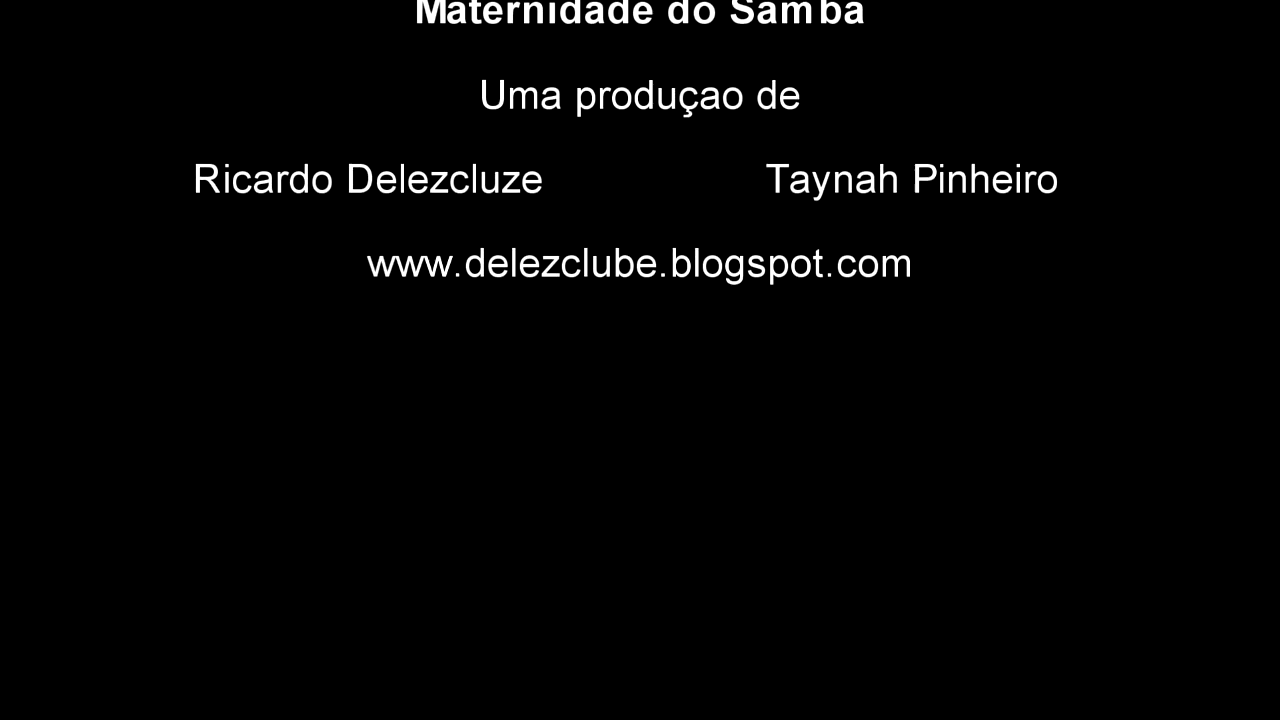 Maternidade do Samba
Uma produçao de
Ricardo Delezcluze Taynah Pinheiro
www.delezclube.blogspot.com